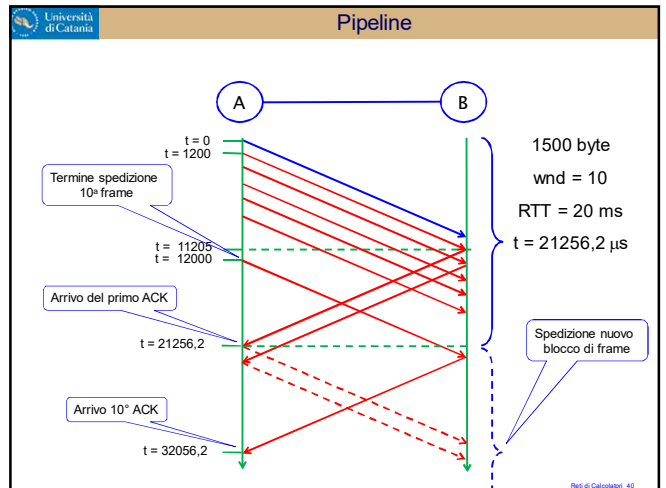 Università
di Catania
Pipeline
A
B
t = 0
t = 1200
1500 byte
wnd = 10
RTT = 20 ms
t = 21256,2 μs
Termine spedizione
10ª frame
t = 11205
t = 12000
Arrivo del primo ACK
t = 21256,2
Spedizione nuovo
blocco di frame
Arrivo 10° ACK
t = 32056,2
Reti di Calcolatori 40